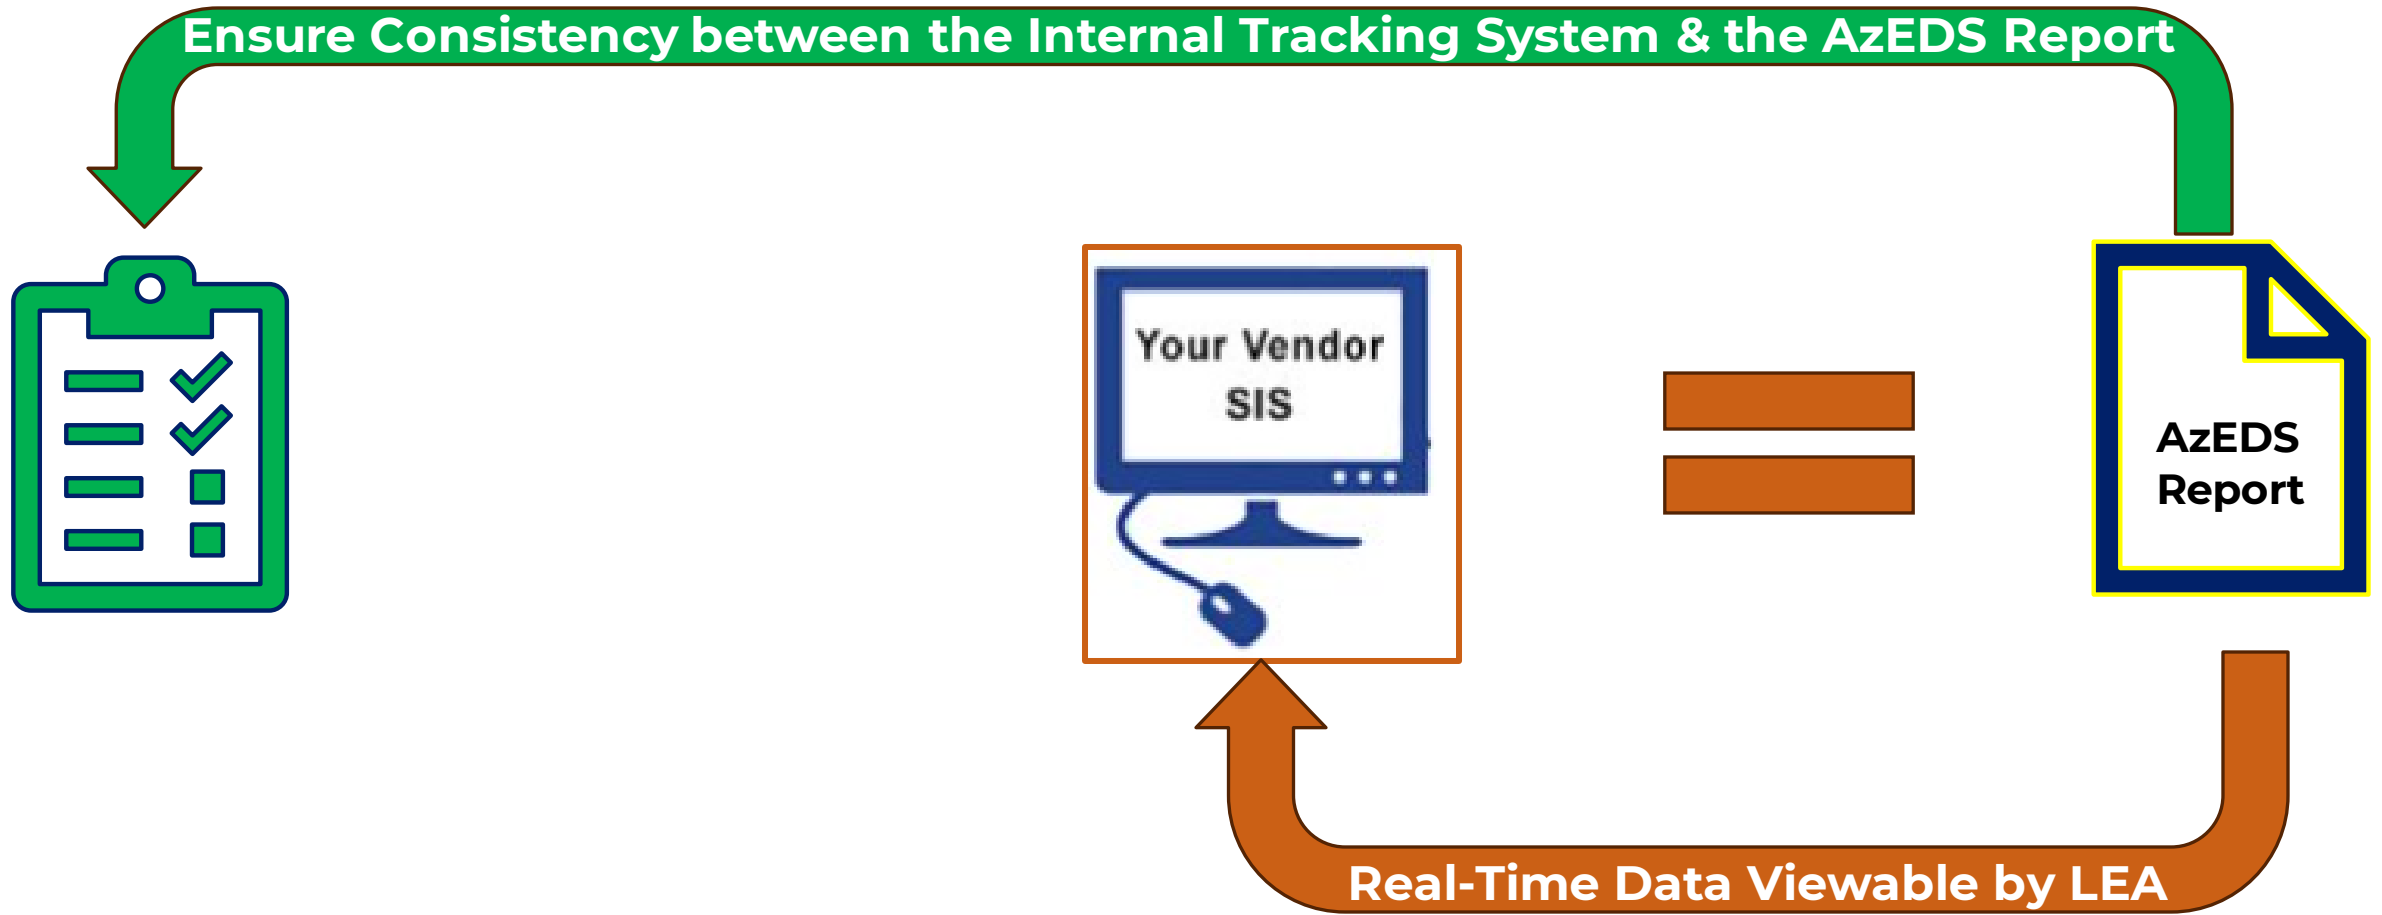 Ensure Consistency between the Internal Tracking System & the AzEDS Report
Your Vendor
SIS
AzEDS
Report
Real-Time Data Viewable by LEA